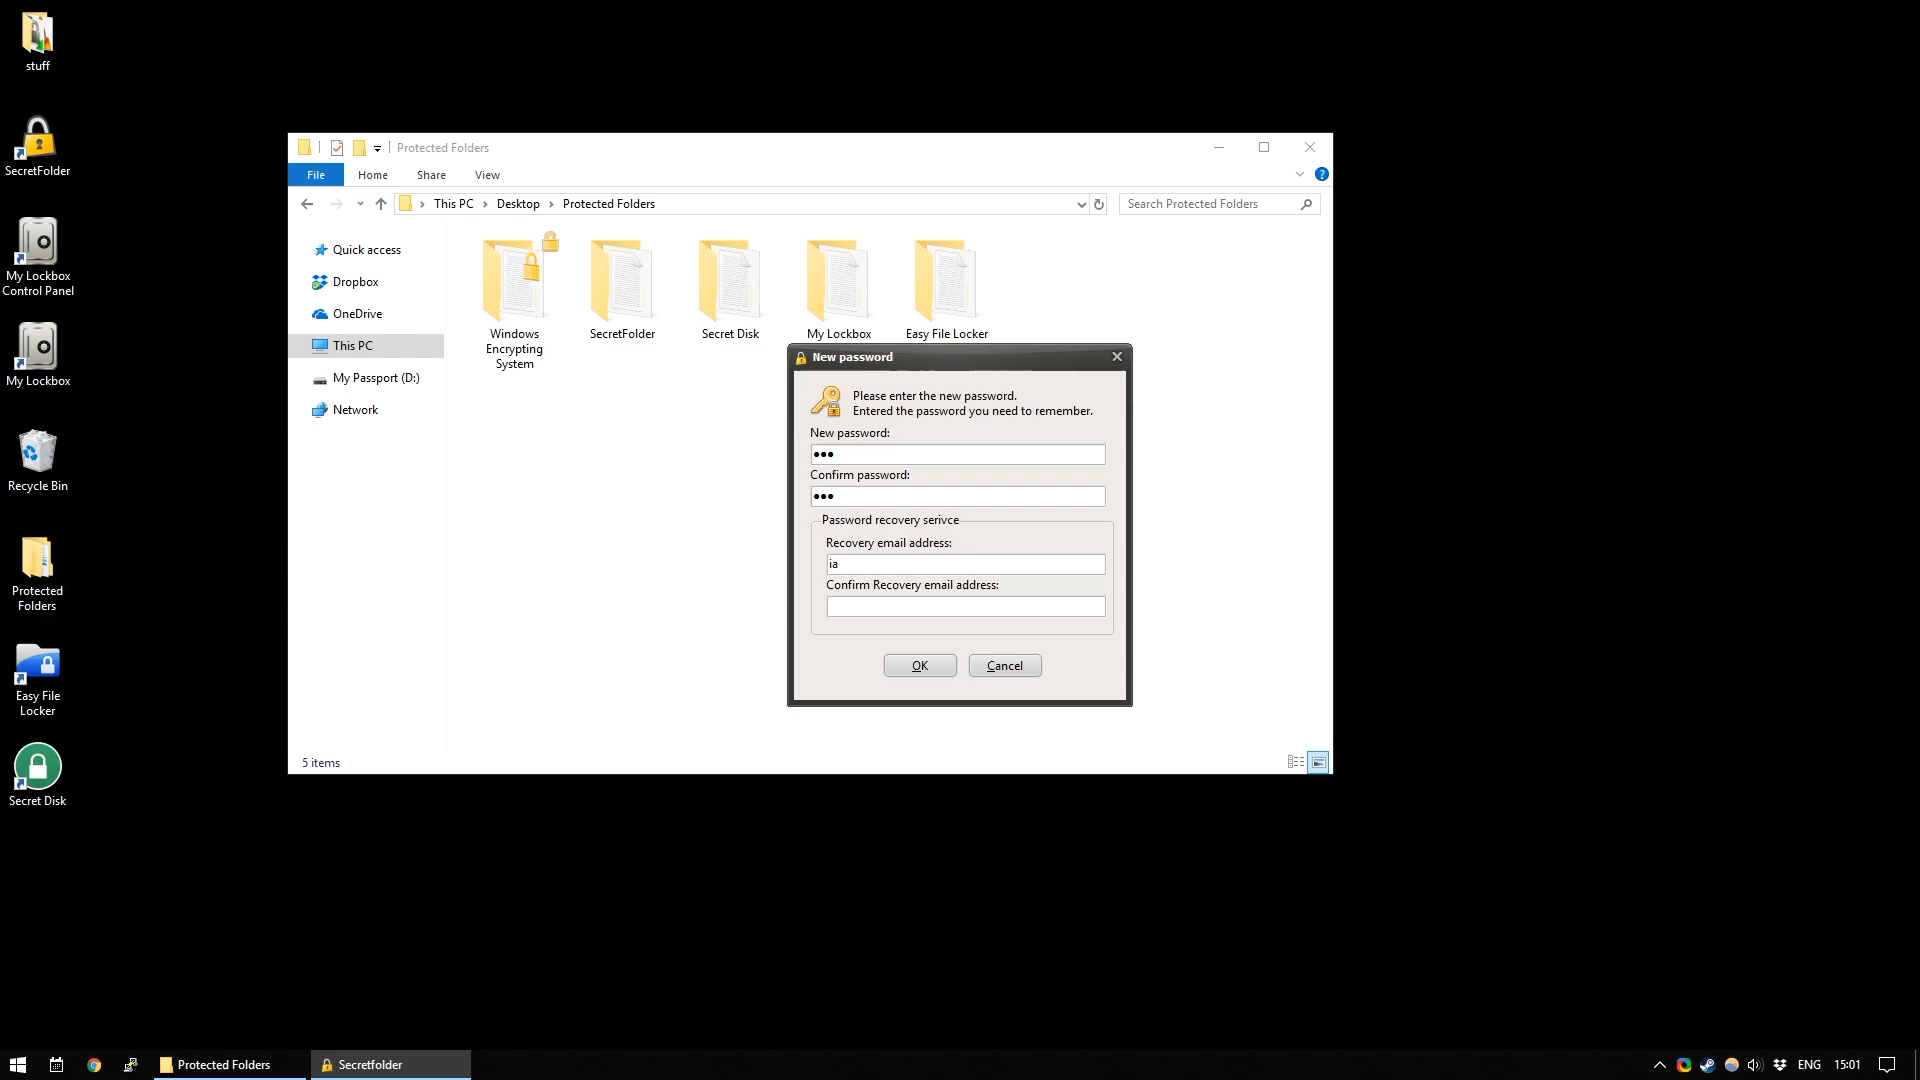 stuff
SecretFolder
My Lockbox
Control Panel
My Lockbox
Recycle Bin
Protected
Folders
Easy File
Locker
Secret Disk
Protected Folders
File Home Share View
This PC Desktop Protected Folders
Search Protected Folders
Quick access
Dropbox
OneDrive
This PC
My Passport (D:)
Network
Windows
Encrypting
System
SecretFolder
Secret Disk
My Lockbox
Easy File Locker
New password
Please enter the new password.
Entered the password you need to remember.
New password:
•••
Confirm password:
•••
Password recovery serivce
Recovery email address:
ia
Confirm Recovery email address:
OK Cancel
5 items
Protected Folders
Secretfolder
ENG 15:01